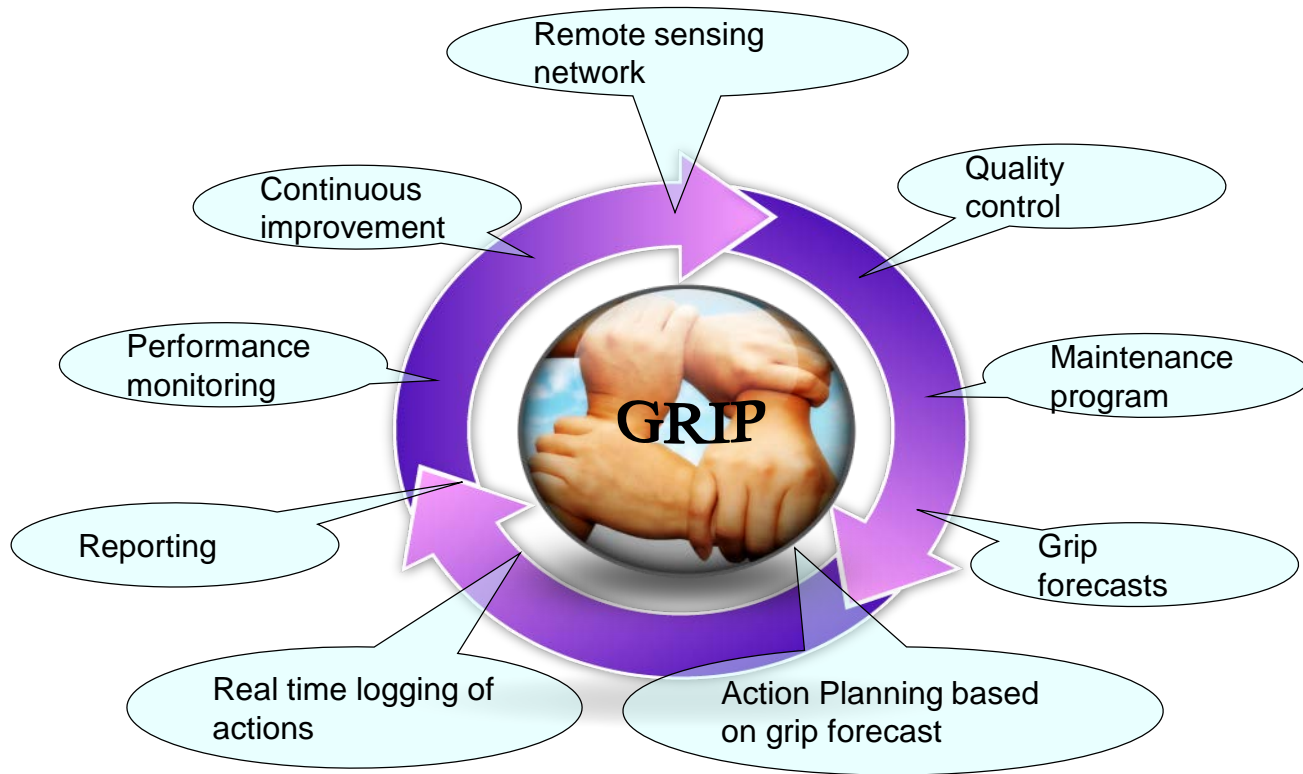 Remote sensing
network
Quality
control
Maintenance
program
Grip
forecasts
Action Planning based
on grip forecast
Real time logging of
actions
Reporting
Performance
monitoring
Continuous
improvement
GRIP